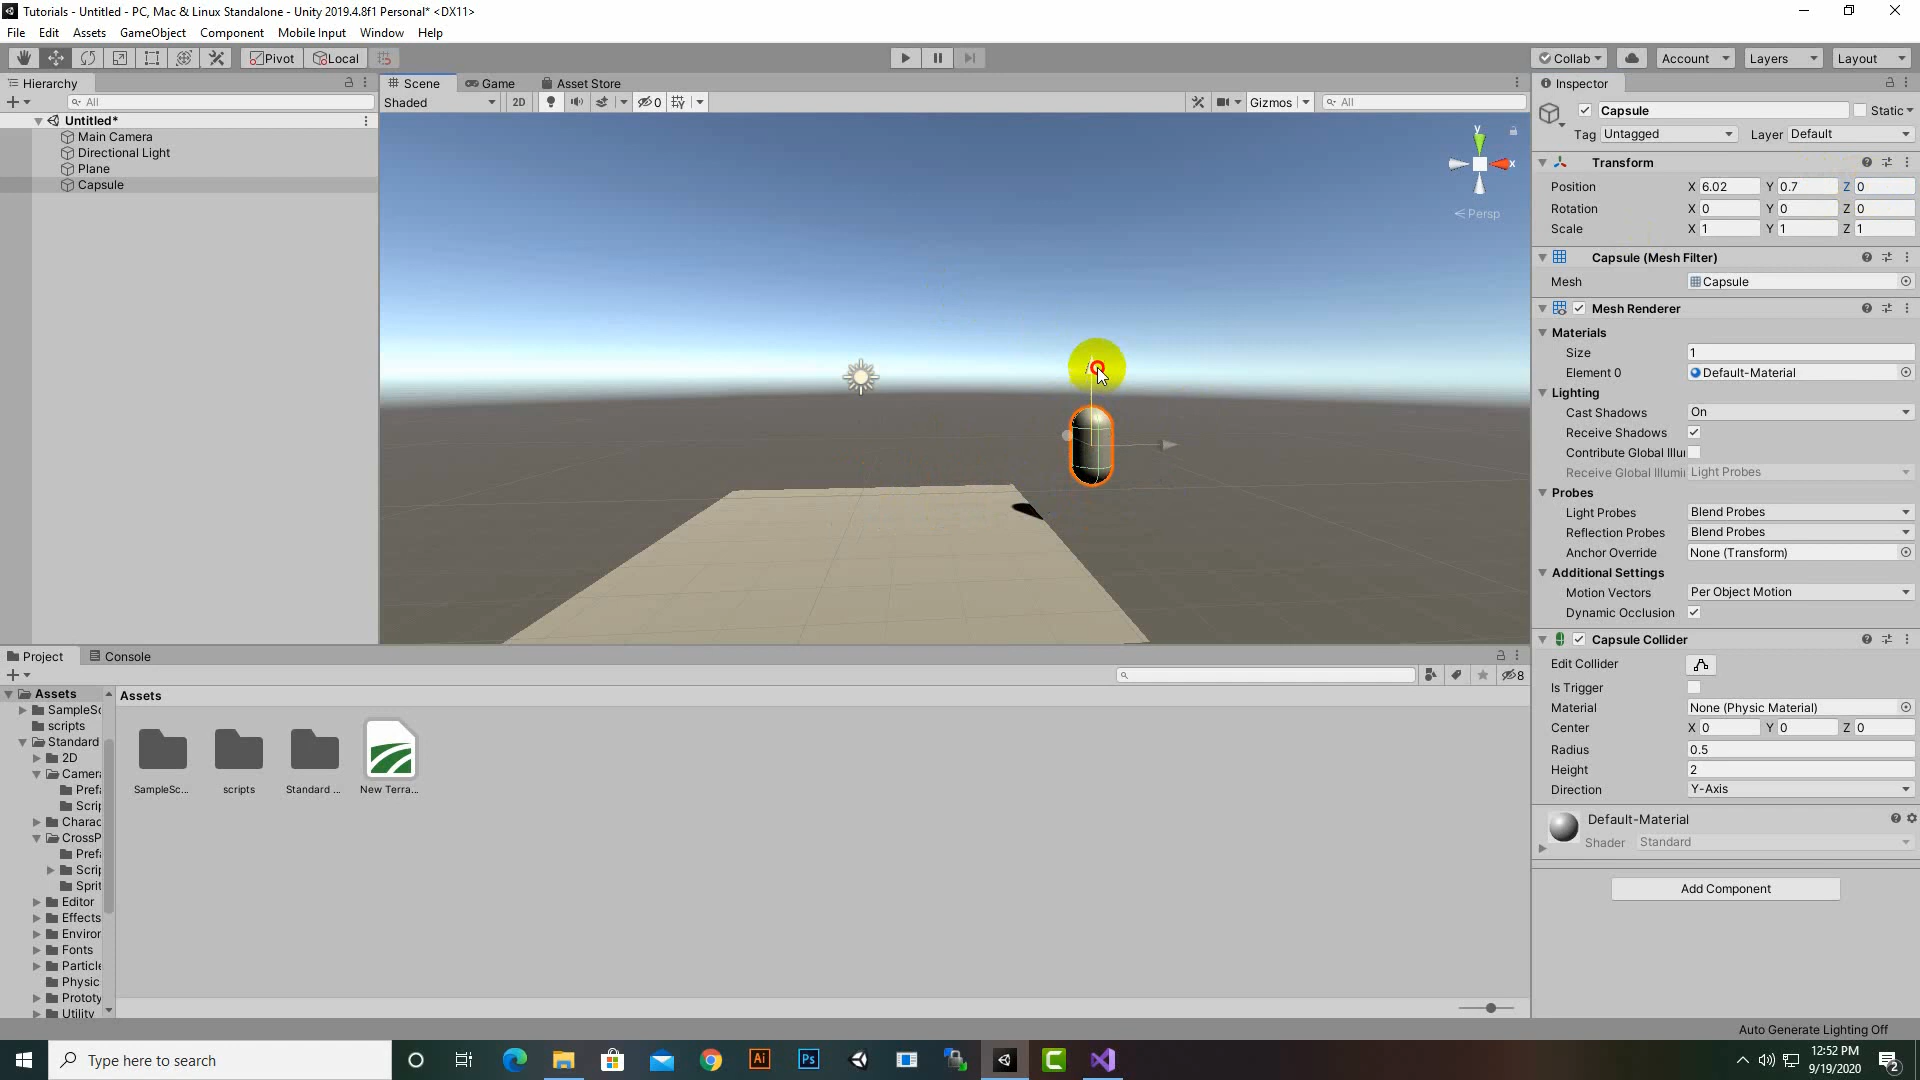 Tutorials - Untitled - PC, Mac & Linux Standalone - Unity 2019.4.8f1 Personal* <DX11>
File Edit Assets GameObject Component Mobile Input Window Help
Pivot Local Collab Account Layers Layout
Hierarchy
All
Untitled*
Main Camera
Directional Light
Plane
Capsule
Scene Game Asset Store
Shaded 2D 0 Gizmos All
y
x
Persp
Inspector
Capsule Static
Tag Untagged Layer Default
Transform
Position X 6.02 Y 0.7 Z 0
Rotation X 0 Y 0 Z 0
Scale X 1 Y 1 Z 1
Capsule (Mesh Filter)
Mesh Capsule
Mesh Renderer
Materials
Size 1
Element 0 Default-Material
Lighting
Cast Shadows On
Receive Shadows
Contribute Global Illu
Receive Global Illumi Light Probes
Probes
Light Probes Blend Probes
Reflection Probes Blend Probes
Anchor Override None (Transform)
Additional Settings
Motion Vectors Per Object Motion
Dynamic Occlusion
Capsule Collider
Edit Collider
Is Trigger
Material None (Physic Material)
Center X 0 Y 0 Z 0
Radius 0.5
Height 2
Direction Y-Axis
Default-Material
Shader Standard
Add Component
Project Console
8
Assets
SampleSc
scripts
Standard
2D
Camera
Prefa
Scrip
Charac
CrossP
Prefa
Scrip
Sprit
Editor
Effects
Enviror
Fonts
Particle
Physic
Prototy
Utility
Assets
SampleSc... scripts Standard ... New Terra...
Auto Generate Lighting Off
Type here to search
Ai
Ps
12:52 PM
9/19/2020
2